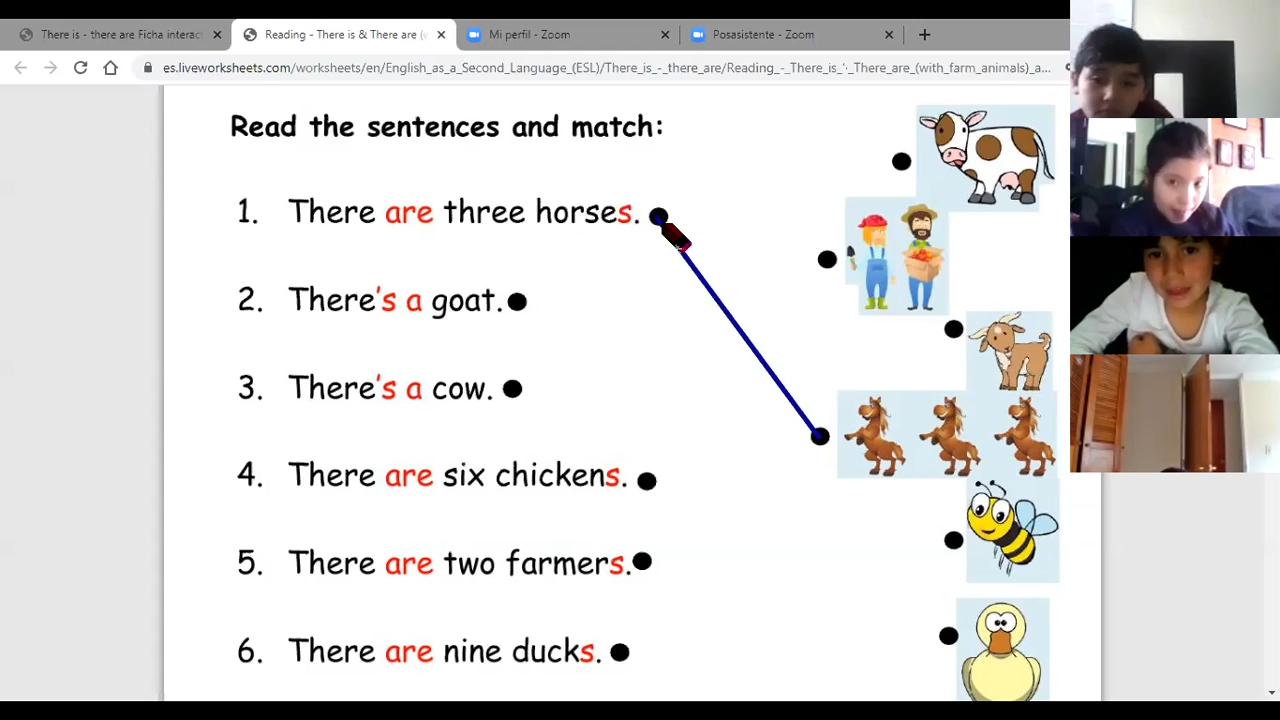 There is - there are Ficha interac
Reading - There is & There are (
Mi perfil - Zoom
Posasistente - Zoom
es.liveworksheets.com/worksheets/en/English_as_a_Second_Language_(ESL)/There_is_-_there_are/Reading_-_There_is_'-_There_are_(with_farm_animals)_a...
Read the sentences and match:
1. There are three horses.
2. There's a goat.
3. There's a cow.
4. There are six chickens.
5. There are two farmers.
6. There are nine ducks.